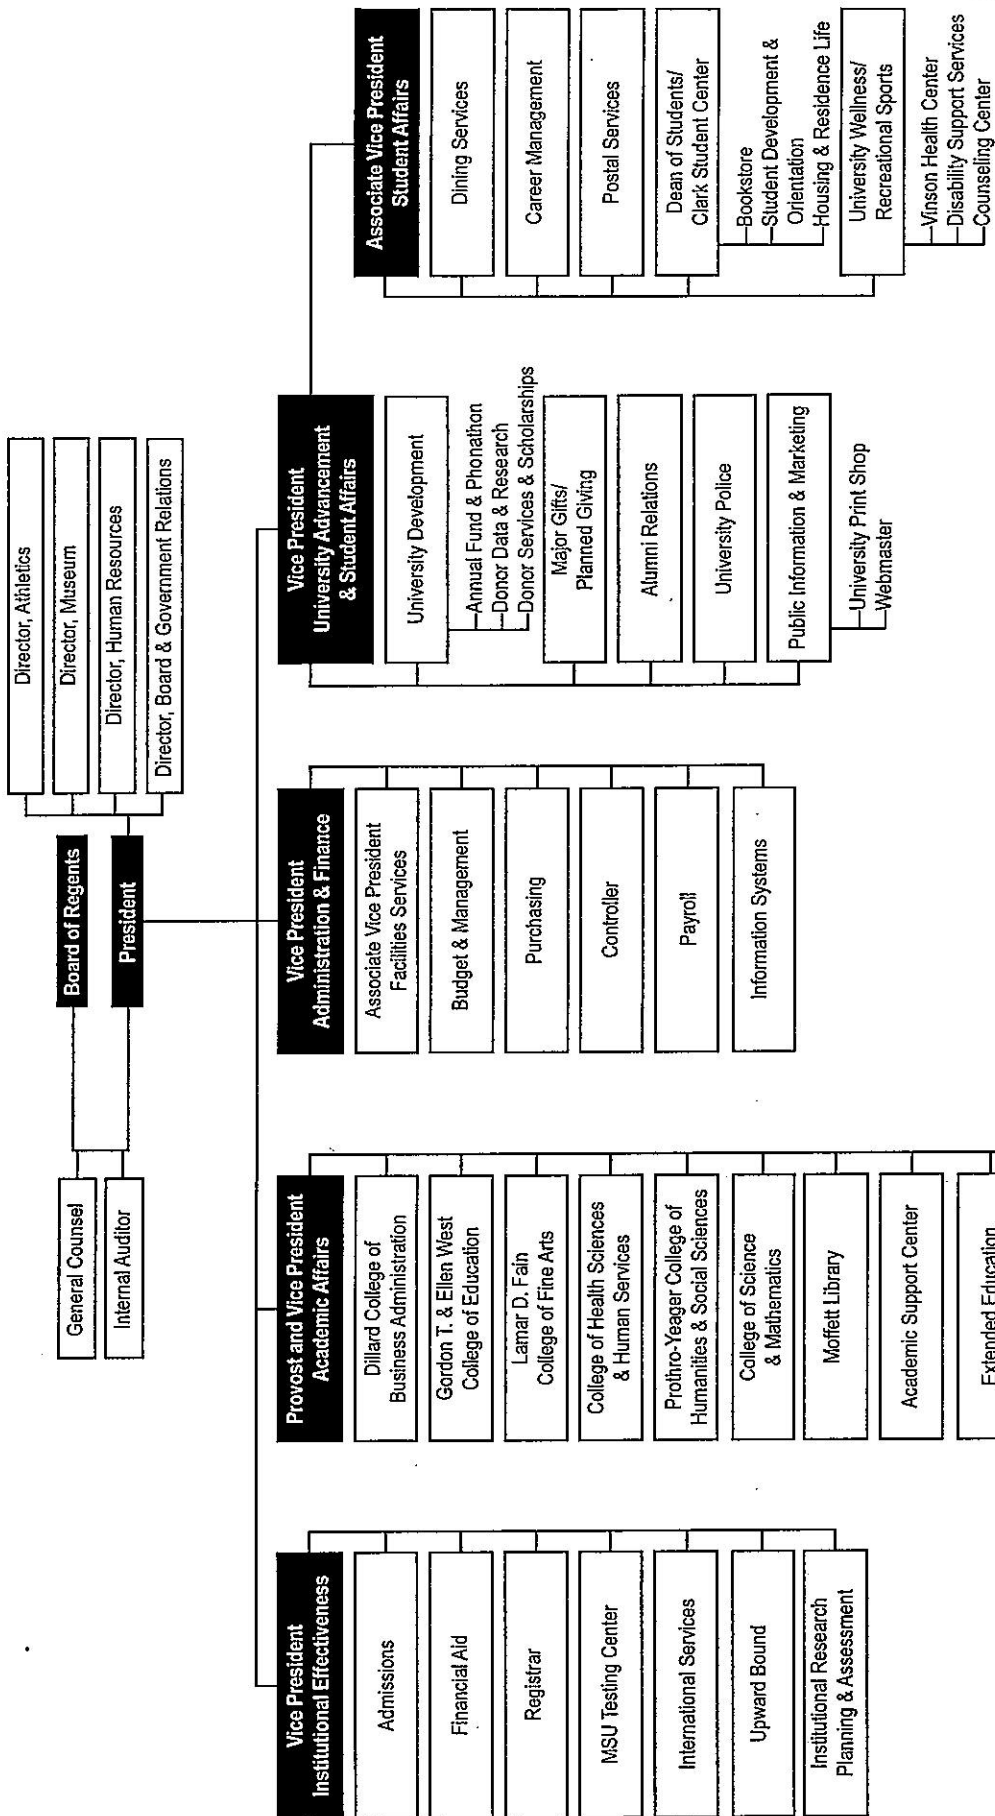 Board of Regents
President
General Counsel
Internal Auditor
Director, Athletics
Director, Museum
Director, Human Resources
Director, Board & Government Relations
Vice President
Institutional Effectiveness
Admissions
Financial Aid
Registrar
MSU Testing Center
International Services
Upward Bound
Institutional Research
Planning & Assessment
Provost and Vice President
Academic Affairs
Dillard College of
Business Administration
Gordon T. & Ellen West
College of Education
Lamar D. Fain
College of Fine Arts
College of Health Sciences
& Human Services
Prothro-Yeager College of
Humanities & Social Sciences
College of Science
& Mathematics
Moffett Library
Academic Support Center
Extended Education
Vice President
Administration & Finance
Associate Vice President
Facilities Services
Budget & Management
Purchasing
Controller
Payroll
Information Systems
Vice President
University Advancement
& Student Affairs
University Development
Annual Fund & Phonathon
Donor Data & Research
Donor Services & Scholarships
Major Gifts/
Planned Giving
Alumni Relations
University Police
Public Information & Marketing
University Print Shop
Webmaster
Associate Vice President
Student Affairs
Dining Services
Career Management
Postal Services
Dean of Students/
Clark Student Center
Bookstore
Student Development &
Orientation
Housing & Residence Life
University Wellness/
Recreational Sports
Vinson Health Center
Disability Support Services
Counseling Center